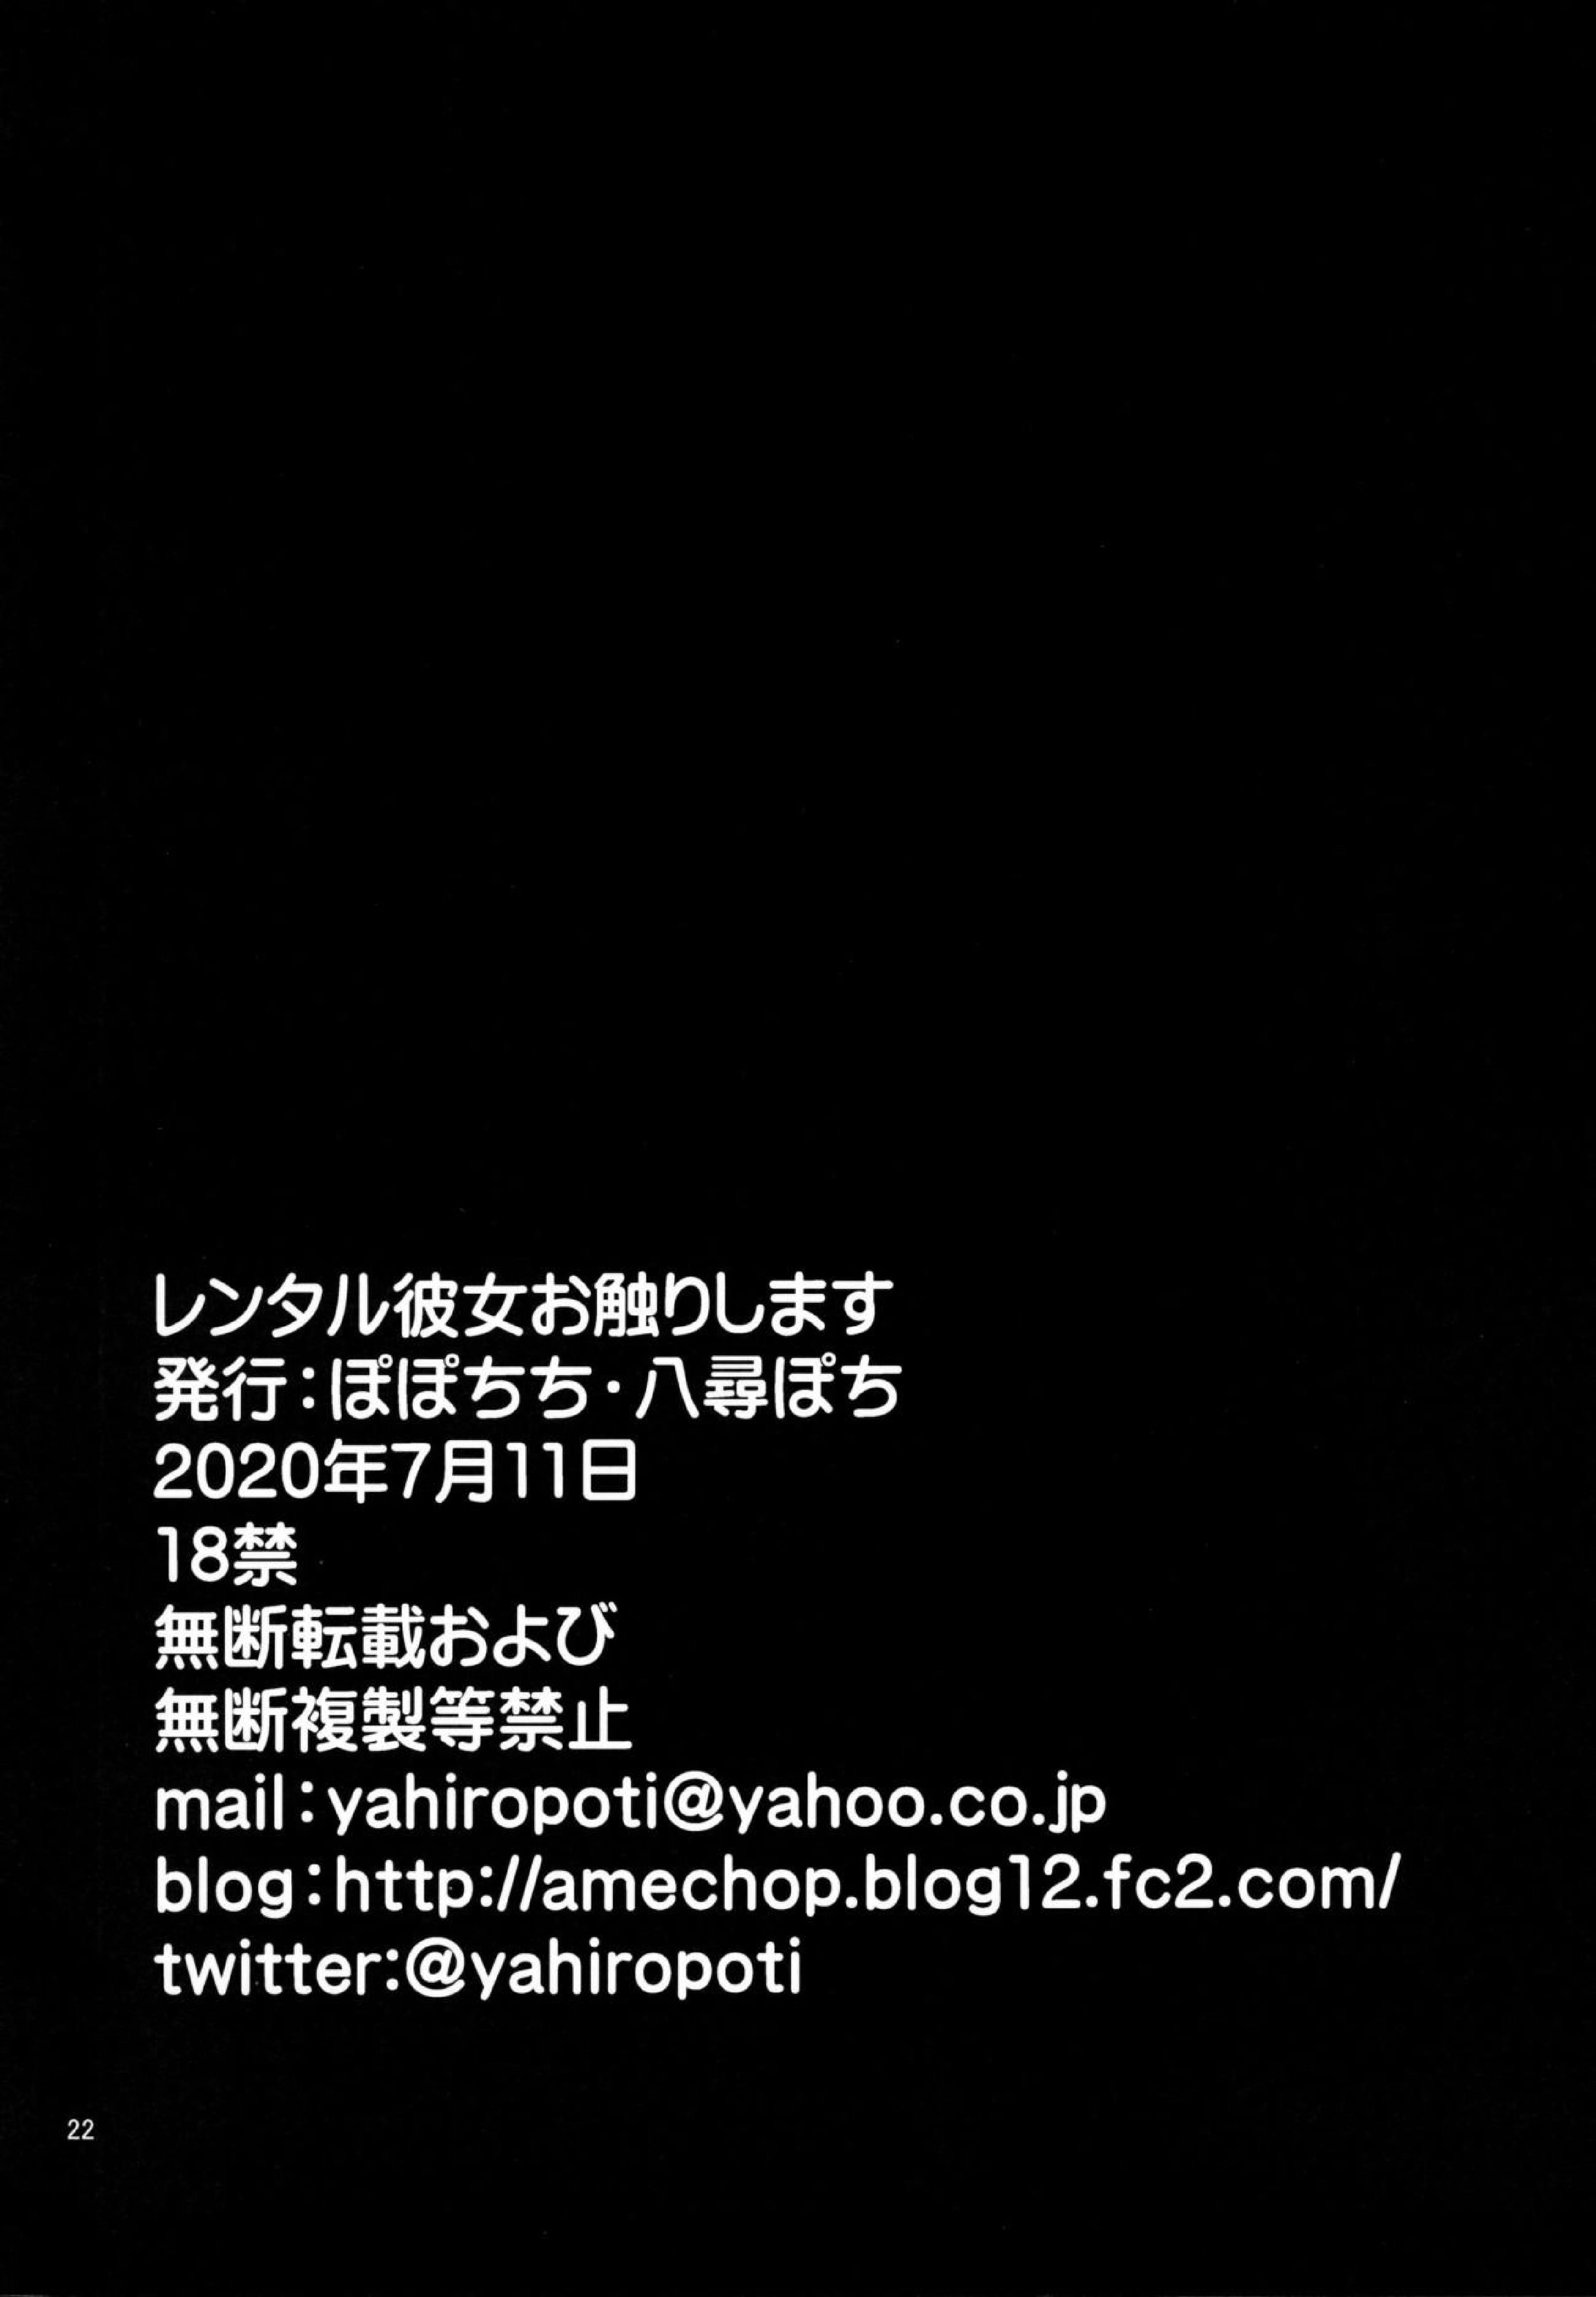 レンタル彼女お触りします
発行：ぽぽちち・八尋ぽち
2020年7月11日
18禁
無断転載および
無断複製等禁止
mail：yahiropoti@yahoo.co.jp
blog：http://amechop.blog12.fc2.com/
twitter:@yahiropoti
22